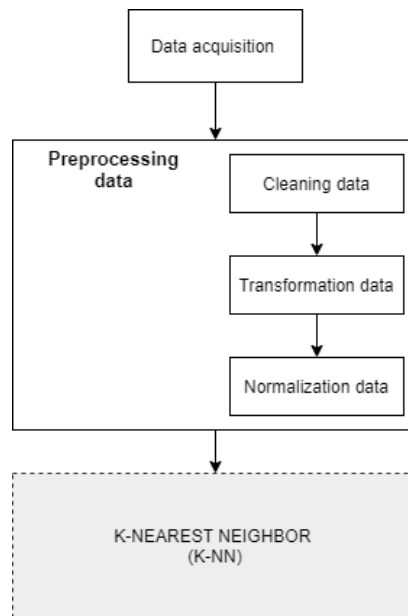 Data acquisition
Preprocessing
data
Cleaning data
Transformation data
Normalization data
K-NEAREST NEIGHBOR
(K-NN)